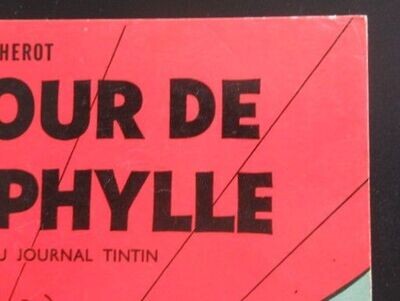 HEROT
OUR DE
PHYLLE
U JOURNAL TINTIN